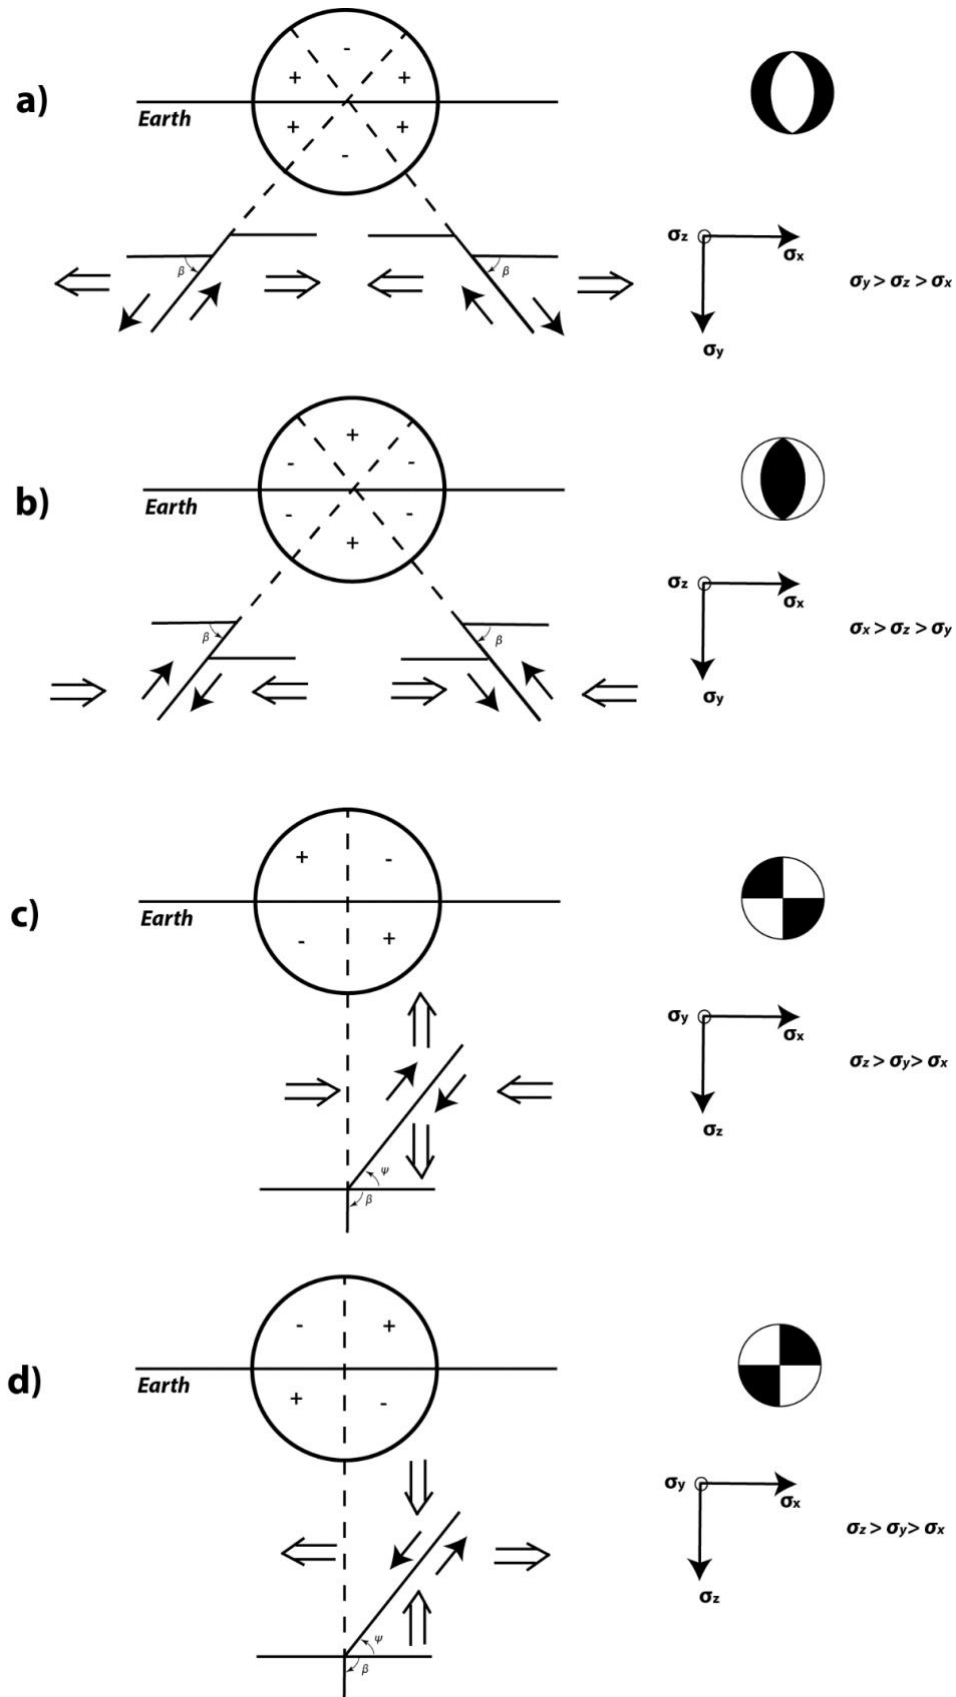 a)
-
+ +
Earth
+ +
-
β β
σz
σx
σy > σz > σx
σy
b)
+
- -
Earth
- -
+
β β
σz
σx
σx > σz > σy
σy
c)
+ -
Earth
- +
ψ
β
σy
σx
σz > σy > σx
σz
d)
- +
Earth
+ -
ψ
β
σy
σx
σz > σy > σx
σz